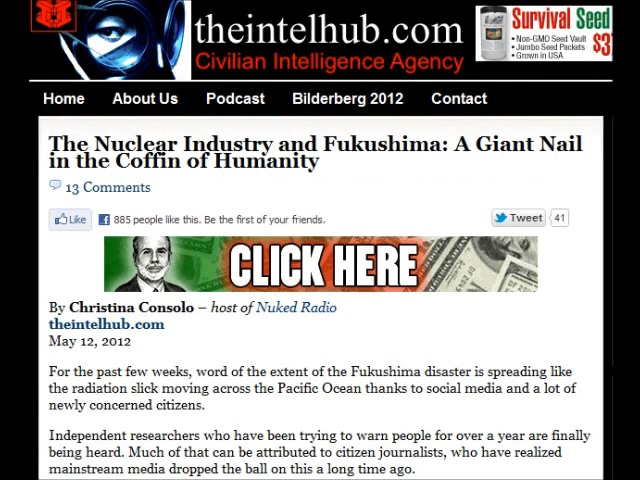 theintelhub.com
Civilian Intelligence Agency
Survival Seed
• Non-GMO Seed Vault
• Jumbo Seed Packets
• Grown in USA
$3
Home About Us Podcast Bilderberg 2012 Contact
The Nuclear Industry and Fukushima: A Giant Nail
in the Coffin of Humanity
13 Comments
Like 885 people like this. Be the first of your friends. Tweet 41
CLICK HERE
By Christina Consolo – host of Nuked Radio
theintelhub.com
May 12, 2012
For the past few weeks, word of the extent of the Fukushima disaster is spreading like
the radiation slick moving across the Pacific Ocean thanks to social media and a lot of
newly concerned citizens.
Independent researchers who have been trying to warn people for over a year are finally
being heard. Much of that can be attributed to citizen journalists, who have realized
mainstream media dropped the ball on this a long time ago.